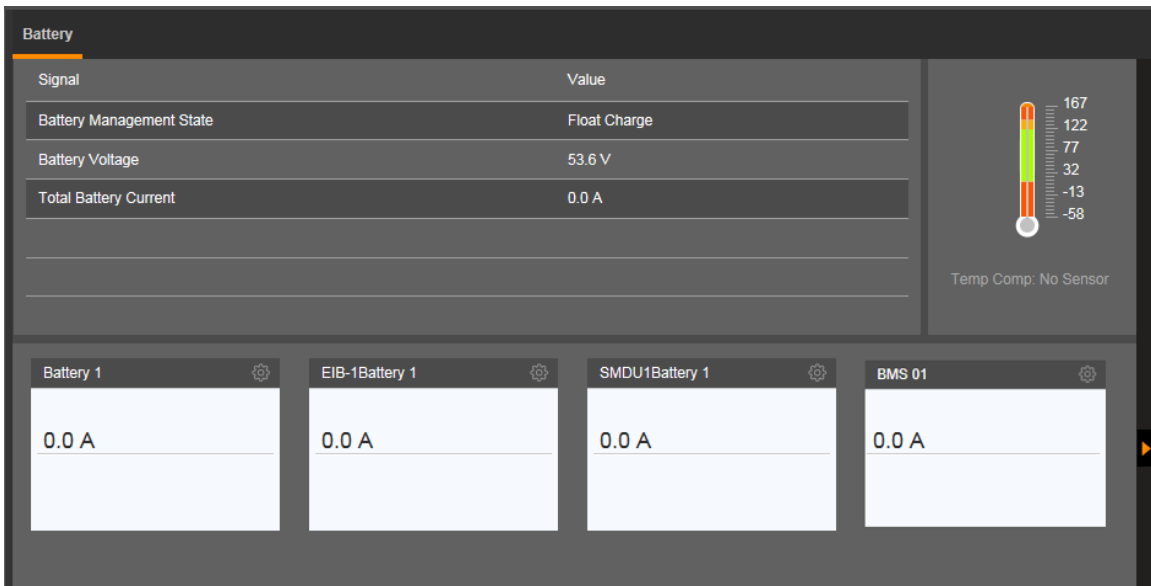 Battery
Signal Value
Battery Management State Float Charge
Battery Voltage 53.6 V
Total Battery Current 0.0 A
167
122
77
32
-13
-58
Temp Comp: No Sensor
Battery 1 EIB-1Battery 1 SMDU1Battery 1 BMS 01
0.0 A 0.0 A 0.0 A 0.0 A